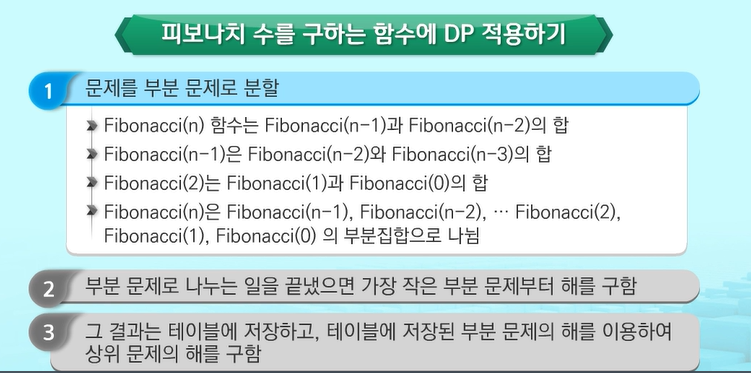 피보나치 수를 구하는 함수에 DP 적용하기
1 문제를 부분 문제로 분할
Fibonacci(n) 함수는 Fibonacci(n-1)과 Fibonacci(n-2)의 합
Fibonacci(n-1)은 Fibonacci(n-2)와 Fibonacci(n-3)의 합
Fibonacci(2)는 Fibonacci(1)과 Fibonacci(0)의 합
Fibonacci(n)은 Fibonacci(n-1), Fibonacci(n-2), … Fibonacci(2),
Fibonacci(1), Fibonacci(0) 의 부분집합으로 나뉨
2 부분 문제로 나누는 일을 끝냈으면 가장 작은 부분 문제부터 해를 구함
3 그 결과는 테이블에 저장하고, 테이블에 저장된 부분 문제의 해를 이용하여
상위 문제의 해를 구함